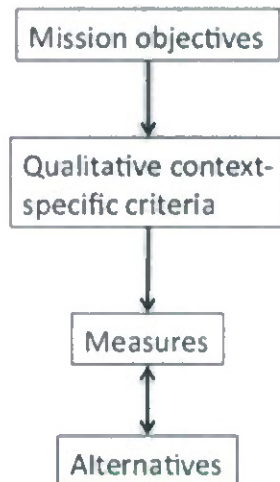 Mission objectives
Qualitative context-
specific criteria
Measures
Alternatives